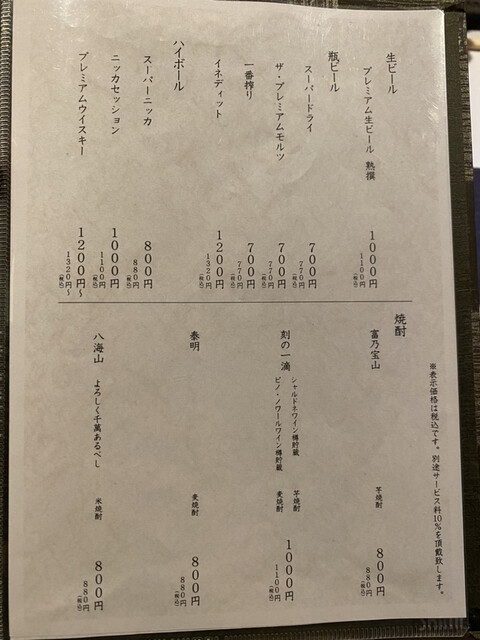 生ビール
プレミアム生ビール 熟撰 1000円
1100円(税込)
瓶ビール
スーパードライ 700円
770円(税込)
ザ・プレミアムモルツ 700円
770円(税込)
一番搾り 700円
770円(税込)
イネディット 1200円
1320円(税込)
ハイボール
スーパーニッカ 800円
880円(税込)
ニッカセッション 1000円
1100円(税込)
プレミアムウイスキー 1200円〜
1320円(税込)〜
※表示価格は税込です。別途サービス料10%を頂戴致します。
焼酎
富乃宝山 芋焼酎 800円
880円(税込)
刻の一滴
シャルドネワイン樽貯蔵 芋焼酎
ピノ・ノワールワイン樽貯蔵 麦焼酎
1000円
1100円(税込)
泰明 麦焼酎 800円
880円(税込)
八海山 よろしく千萬あるべし 米焼酎 800円
880円(税込)